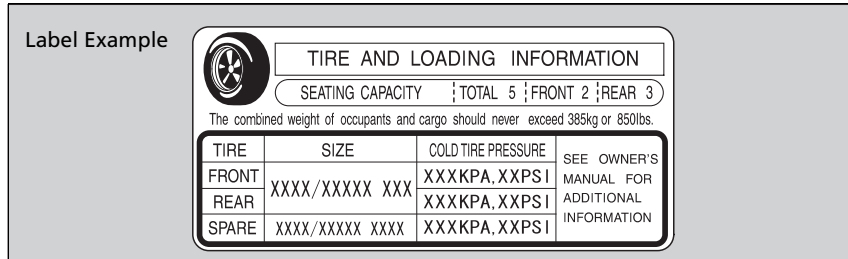 Label Example
TIRE AND LOADING INFORMATION
SEATING CAPACITY TOTAL 5 FRONT 2 REAR 3
The combined weight of occupants and cargo should never exceed 385kg or 850lbs.
TIRE SIZE COLD TIRE PRESSURE
SEE OWNER'S
MANUAL FOR
ADDITIONAL
INFORMATION
FRONT XXXX/XXXXX XXX XXXKPA,XXPSI
REAR XXXKPA,XXPSI
SPARE XXXX/XXXXX XXXX XXXKPA,XXPSI